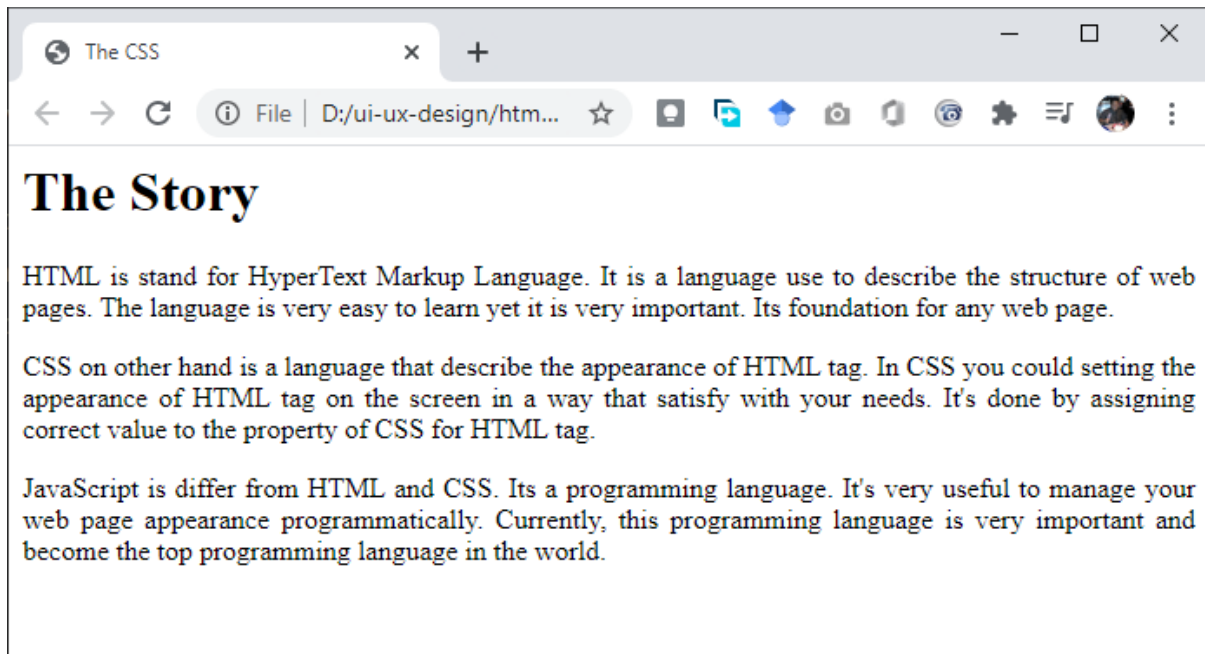 The CSS
File D:/ui-ux-design/htm...
The Story
HTML is stand for HyperText Markup Language. It is a language use to describe the structure of web
pages. The language is very easy to learn yet it is very important. Its foundation for any web page.
CSS on other hand is a language that describe the appearance of HTML tag. In CSS you could setting the
appearance of HTML tag on the screen in a way that satisfy with your needs. It's done by assigning
correct value to the property of CSS for HTML tag.
JavaScript is differ from HTML and CSS. Its a programming language. It's very useful to manage your
web page appearance programmatically. Currently, this programming language is very important and
become the top programming language in the world.